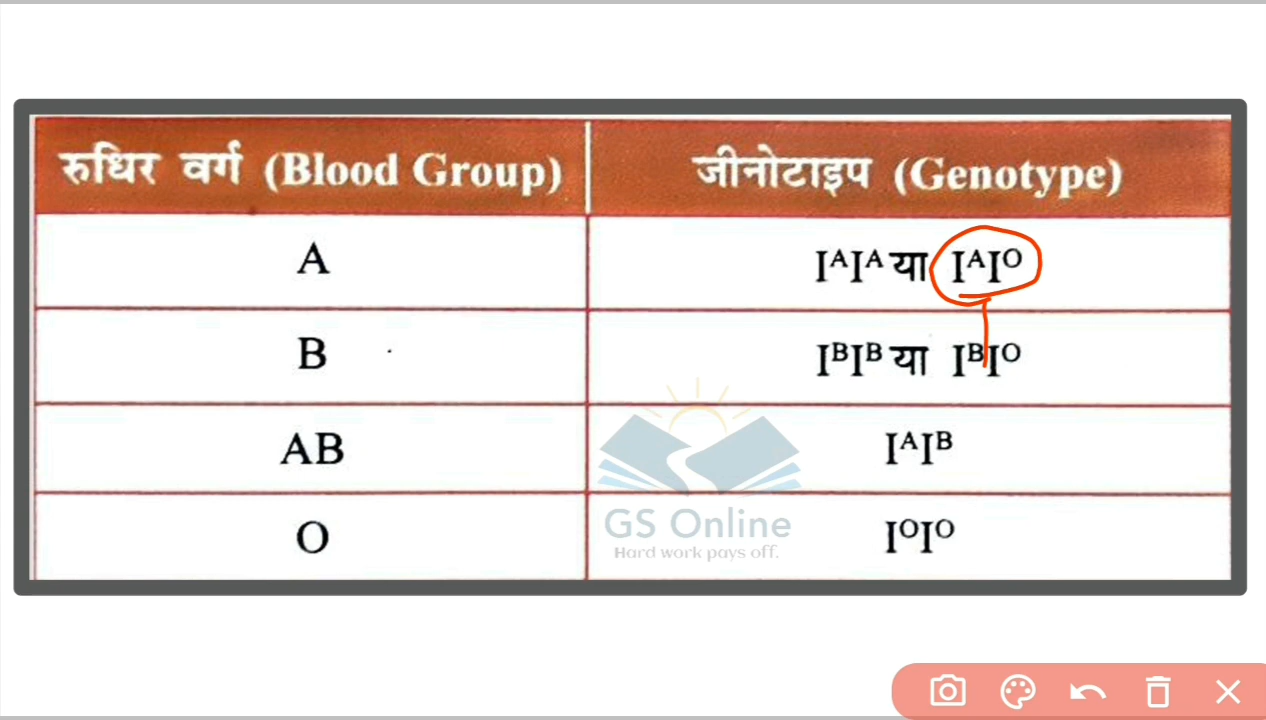 रुधिर वर्ग (Blood Group) जीनोटाइप (Genotype)
A IᴬIᴬ या IᴬIᴼ
B IᴮIᴮ या IᴮIᴼ
AB IᴬIᴮ
O IᴼIᴼ
GS Online
Hard work pays off.